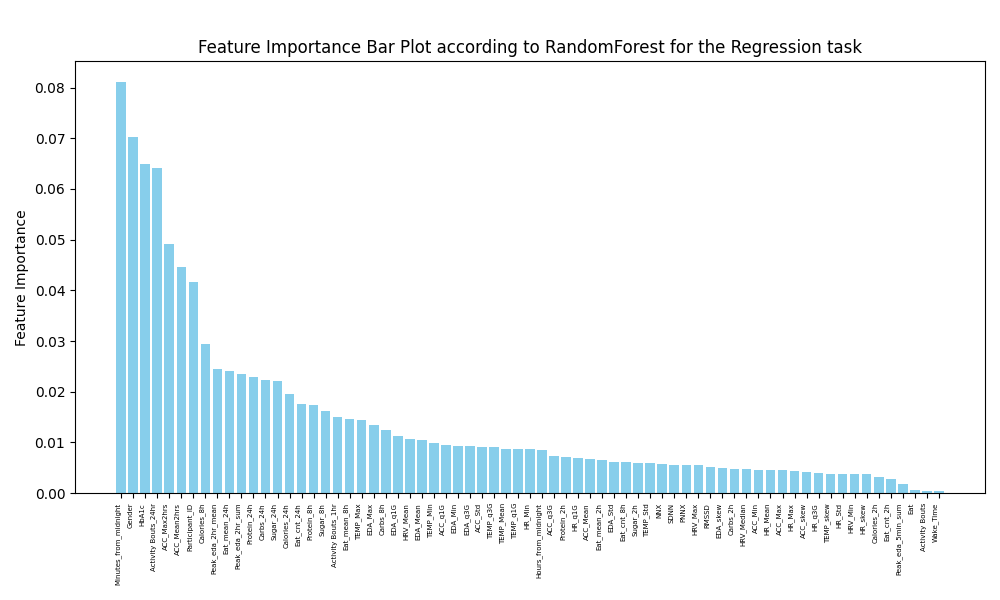 Feature Importance Bar Plot according to RandomForest for the Regression task
Feature Importance
0.08
0.07
0.06
0.05
0.04
0.03
0.02
0.01
0.00
Minutes_from_midnight
Gender
HbA1c
Activity Bouts_24hr
ACC_Max2hrs
ACC_Mean2hrs
Participant_ID
Calories_8h
Peak_eda_2hr_mean
Eat_mean_24h
Peak_eda_2hr_sum
Protein_24h
Carbs_24h
Sugar_24h
Calories_24h
Eat_cnt_24h
Protein_8h
Sugar_8h
Activity Bouts_1hr
Eat_mean_8h
TEMP_Max
EDA_Max
Carbs_8h
EDA_q1G
HRV_Mean
EDA_Mean
TEMP_Min
ACC_q1G
EDA_Min
EDA_q3G
ACC_Std
TEMP_q3G
TEMP_Mean
TEMP_q1G
HR_Min
Hours_from_midnight
ACC_q3G
Protein_2h
HR_q1G
ACC_Mean
Eat_mean_2h
EDA_Std
Eat_cnt_8h
Sugar_2h
TEMP_Std
NNX
SDNN
PNNX
HRV_Max
RMSSD
EDA_skew
Carbs_2h
HRV_Median
ACC_Min
HR_Mean
ACC_Max
HR_Max
ACC_skew
HR_q3G
TEMP_skew
HR_Std
HRV_Min
HR_skew
Calories_2h
Eat_cnt_2h
Peak_eda_5min_sum
Eat
Activity Bouts
Wake_Time